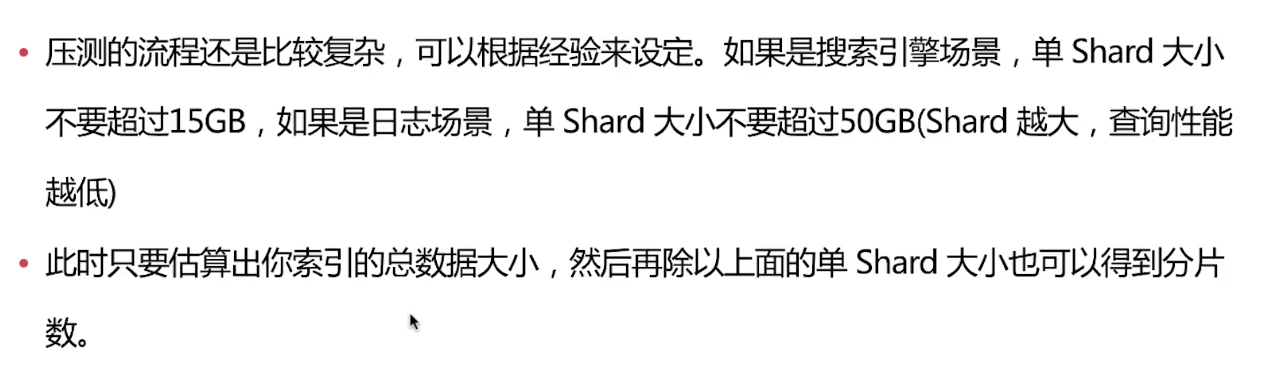 • 压测的流程还是比较复杂，可以根据经验来设定。如果是搜索引擎场景，单 Shard 大小
不要超过15GB，如果是日志场景，单 Shard 大小不要超过50GB(Shard 越大，查询性能
越低)
• 此时只要估算出你索引的总数据大小，然后再除以上面的单 Shard 大小也可以得到分片
数。